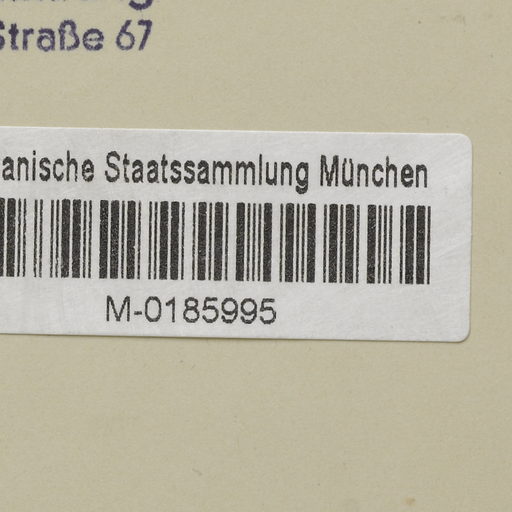 Straße 67
anische Staatssammlung München
M-0185995